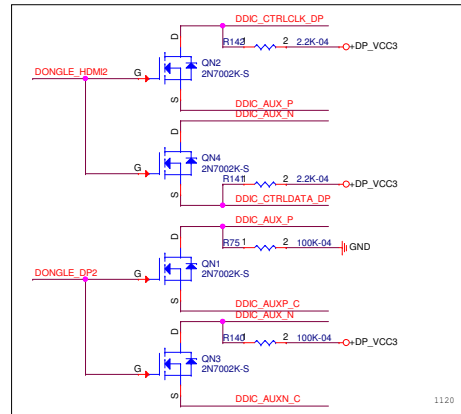 DDIC_CTRLCLK_DP
D
R142 1 2 2.2K-04 +DP_VCC3
DONGLE_HDMI2
G
QN2
2N7002K-S
S
DDIC_AUX_P
DDIC_AUX_N
D
G
QN4
2N7002K-S
R141 1 2 2.2K-04 +DP_VCC3
S
DDIC_CTRLDATA_DP
DDIC_AUX_P
D
R75 1 2 100K-04 GND
DONGLE_DP2
G
QN1
2N7002K-S
S
DDIC_AUXP_C
DDIC_AUX_N
D
R140 1 2 100K-04 +DP_VCC3
G
QN3
2N7002K-S
S
DDIC_AUXN_C
1120